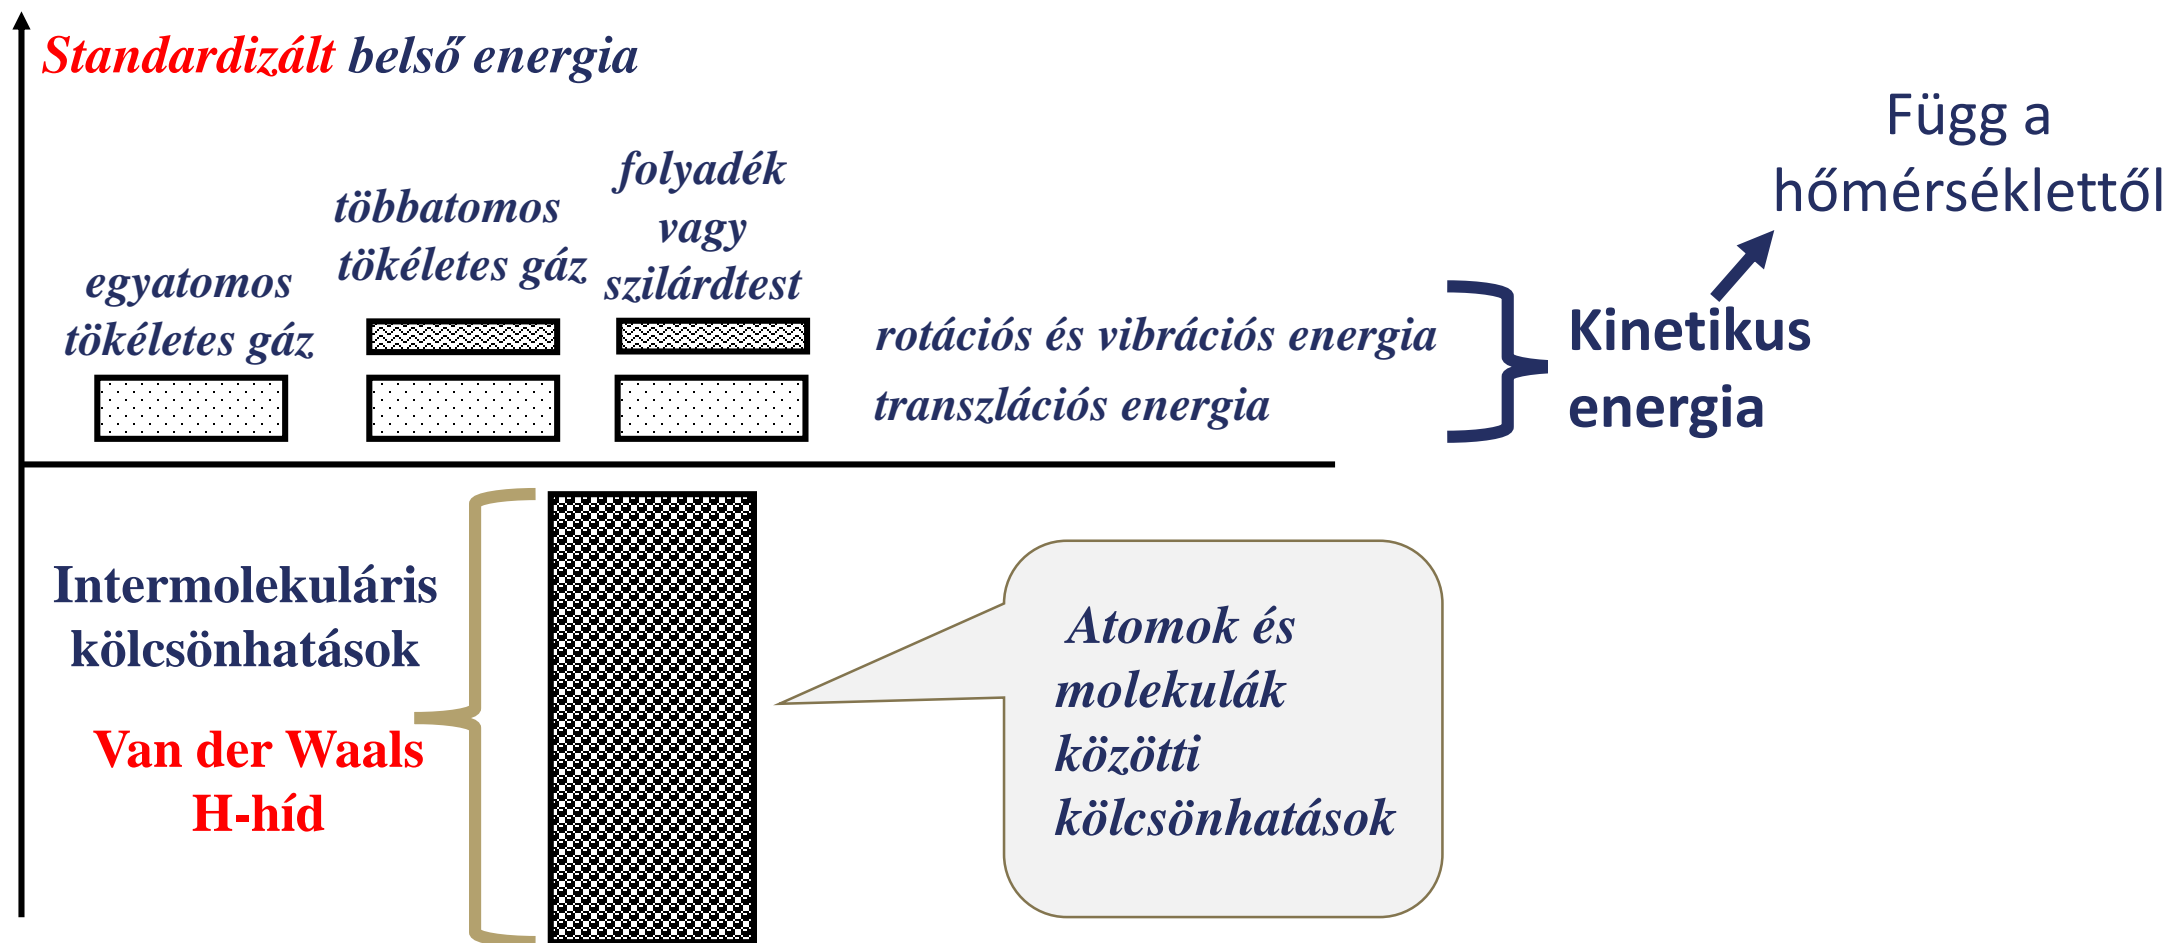 Standardizált belső energia
egyatomos
tökéletes gáz
többatomos
tökéletes gáz
folyadék
vagy
szilárdtest
rotációs és vibrációs energia
transzlációs energia
Kinetikus
energia
Függ a
hőmérséklettől
Intermolekuláris
kölcsönhatások
Van der Waals
H-híd
Atomok és
molekulák
közötti
kölcsönhatások